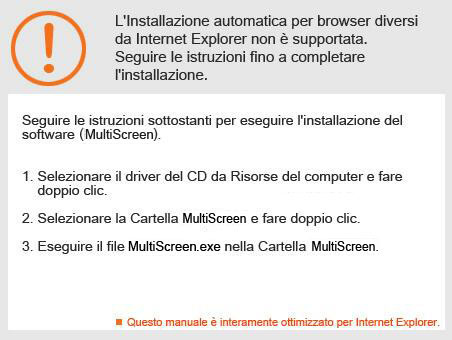 L'Installazione automatica per browser diversi
da Internet Explorer non è supportata.
Seguire le istruzioni fino a completare
l'installazione.
Seguire le istruzioni sottostanti per eseguire l'installazione del
software (MultiScreen).
1. Selezionare il driver del CD da Risorse del computer e fare
doppio clic.
2. Selezionare la Cartella MultiScreen e fare doppio clic.
3. Eseguire il file MultiScreen.exe nella Cartella MultiScreen.
Questo manuale è interamente ottimizzato per Internet Explorer.